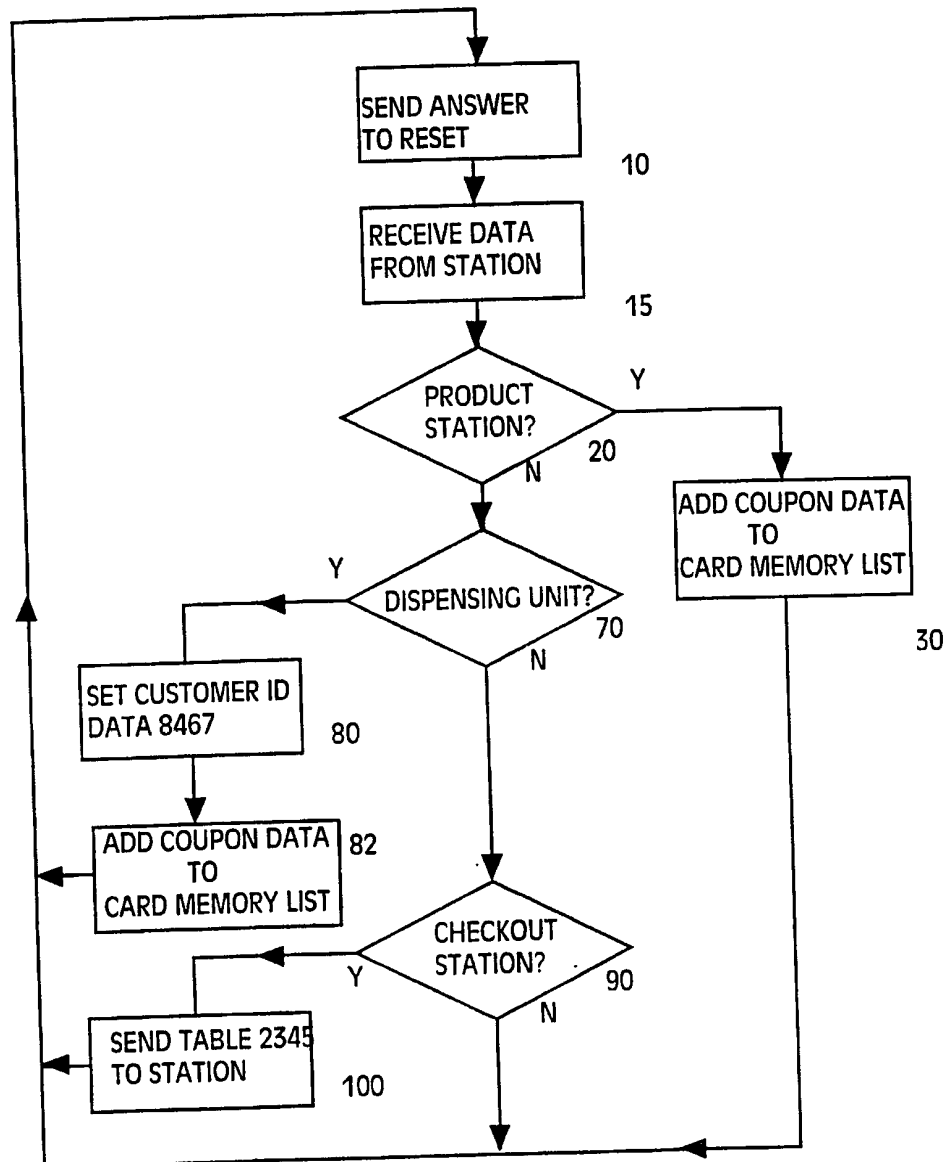 SEND ANSWER
TO RESET
10
RECEIVE DATA
FROM STATION
15
PRODUCT
STATION?
Y
20
N
ADD COUPON DATA
TO
CARD MEMORY LIST
30
Y
DISPENSING UNIT?
70
N
SET CUSTOMER ID
DATA 8467
80
ADD COUPON DATA
TO
CARD MEMORY LIST
82
CHECKOUT
STATION?
Y
90
N
SEND TABLE 2345
TO STATION
100